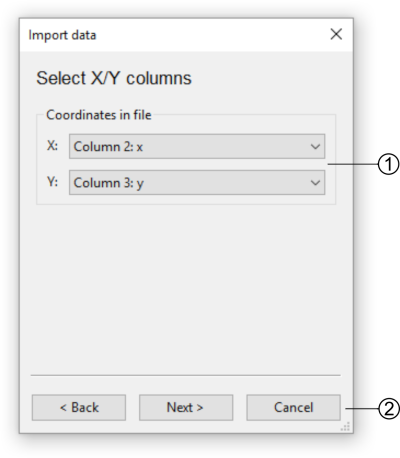 Import data
Select X/Y columns
Coordinates in file
X: Column 2: x
1
Y: Column 3: y
< Back Next > Cancel
2